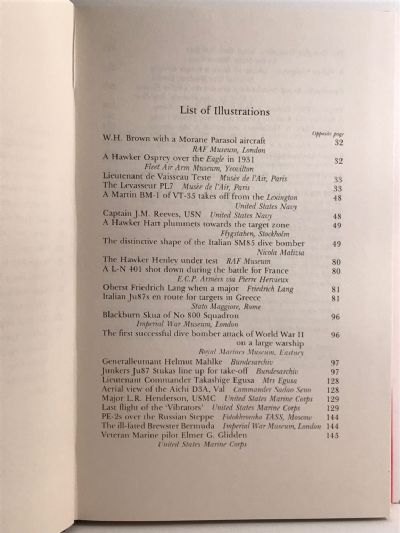 List of Illustrations
Opposite page
W.H. Brown with a Morane Parasol aircraft 32
RAF Museum, London
A Hawker Osprey over the Eagle in 1931 32
Fleet Air Arm Museum, Yeovilton
Lieutenant de Vaisseau Teste Musée de l'Air, Paris 33
The Levasseur PL7 Musée de l'Air, Paris 33
A Martin BM-1 of VT-35 takes off from the Lexington 48
United States Navy
Captain J.M. Reeves, USN United States Navy 48
A Hawker Hart plummets towards the target zone 49
Flygstaben, Stockholm
The distinctive shape of the Italian SM85 dive bomber 49
Nicola Malizia
The Hawker Henley under test RAF Museum 80
A L-N 401 shot down during the battle for France 80
E.C.P. Armées via Pierre Hervieux
Oberst Friedrich Lang when a major Friedrich Lang 81
Italian Ju87s en route for targets in Greece 81
Stato Maggiore, Rome
Blackburn Skua of No 800 Squadron 96
Imperial War Museum, London
The first successful dive bomber attack of World War II
on a large warship 96
Royal Marines Museum, Eastney
Generalleutnant Helmut Mahlke Bundesarchiv 97
Junkers Ju87 Stukas line up for take-off Bundesarchiv 97
Lieutenant Commander Takashige Egusa Mrs Egusa 128
Aerial view of the Aichi D3A, Val Commander Sadao Seno 128
Major L.R. Henderson, USMC United States Marine Corps 129
Last flight of the 'Vibrators' United States Marine Corps 129
PE-2s over the Russian Steppe Fotokhronika TASS, Moscow 144
The ill-fated Brewster Bermuda Imperial War Museum, London 144
Veteran Marine pilot Elmer G. Glidden 145
United States Marine Corps